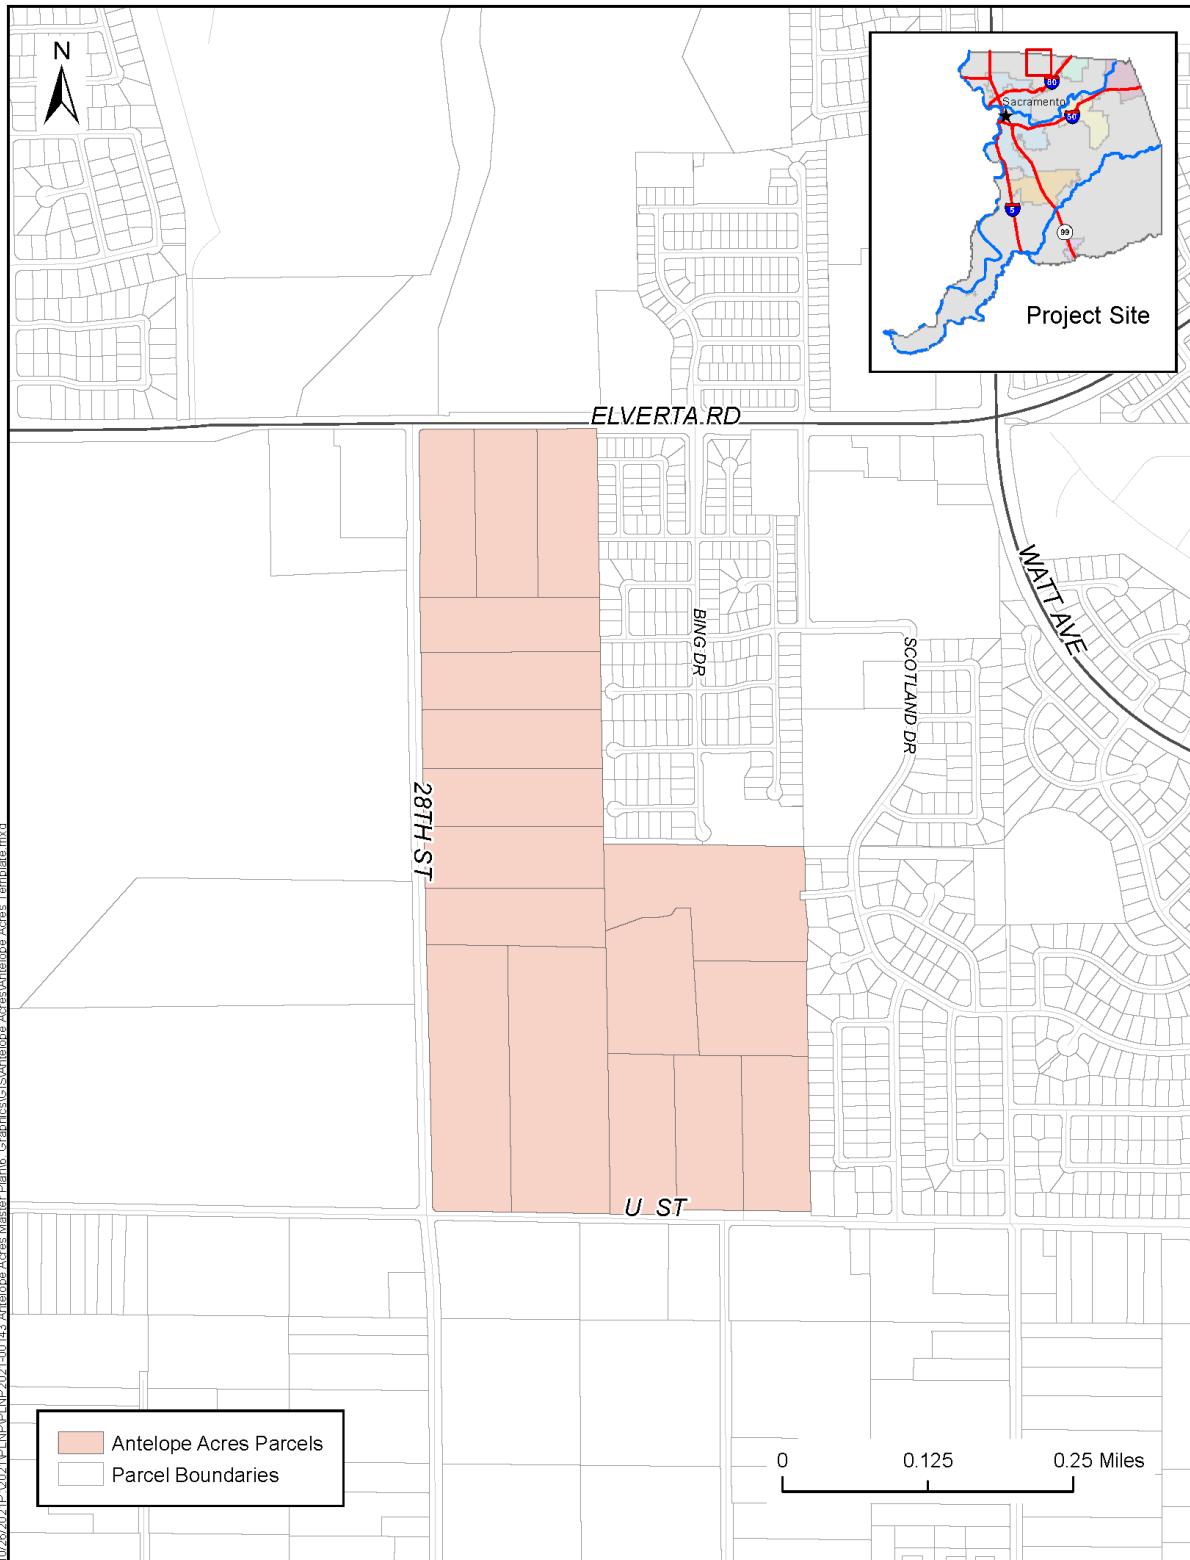 N
80
Sacramento
50
5
99
Project Site
ELVERTA RD
WATT AVE
BING DR
SCOTLAND DR
28TH ST
U ST
Antelope Acres Parcels
Parcel Boundaries
0 0.125 0.25 Miles